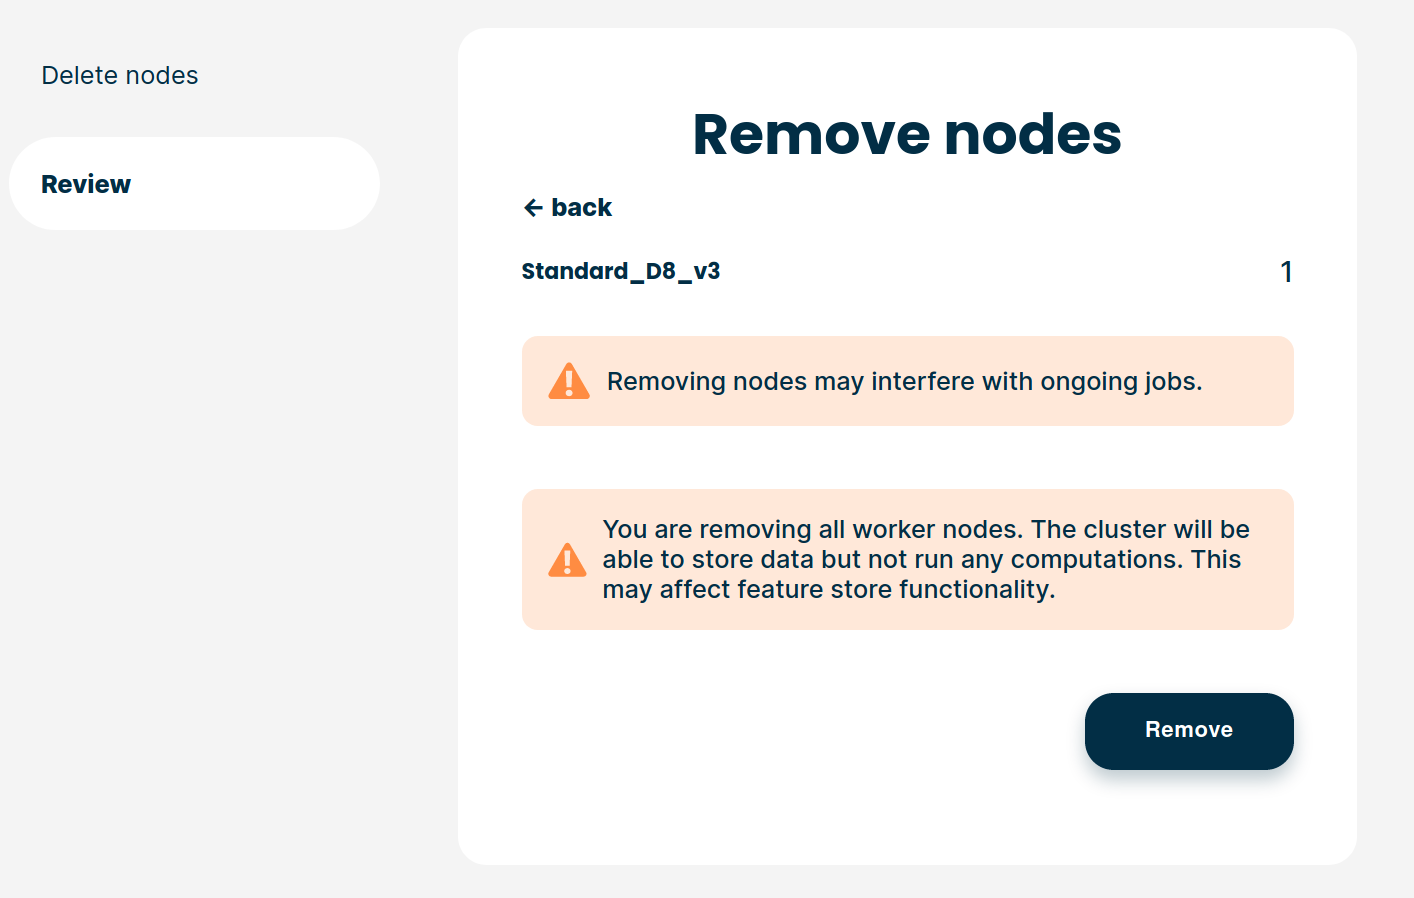 Delete nodes
Review
Remove nodes
← back
Standard_D8_v3 1
Removing nodes may interfere with ongoing jobs.
You are removing all worker nodes. The cluster will be
able to store data but not run any computations. This
may affect feature store functionality.
Remove